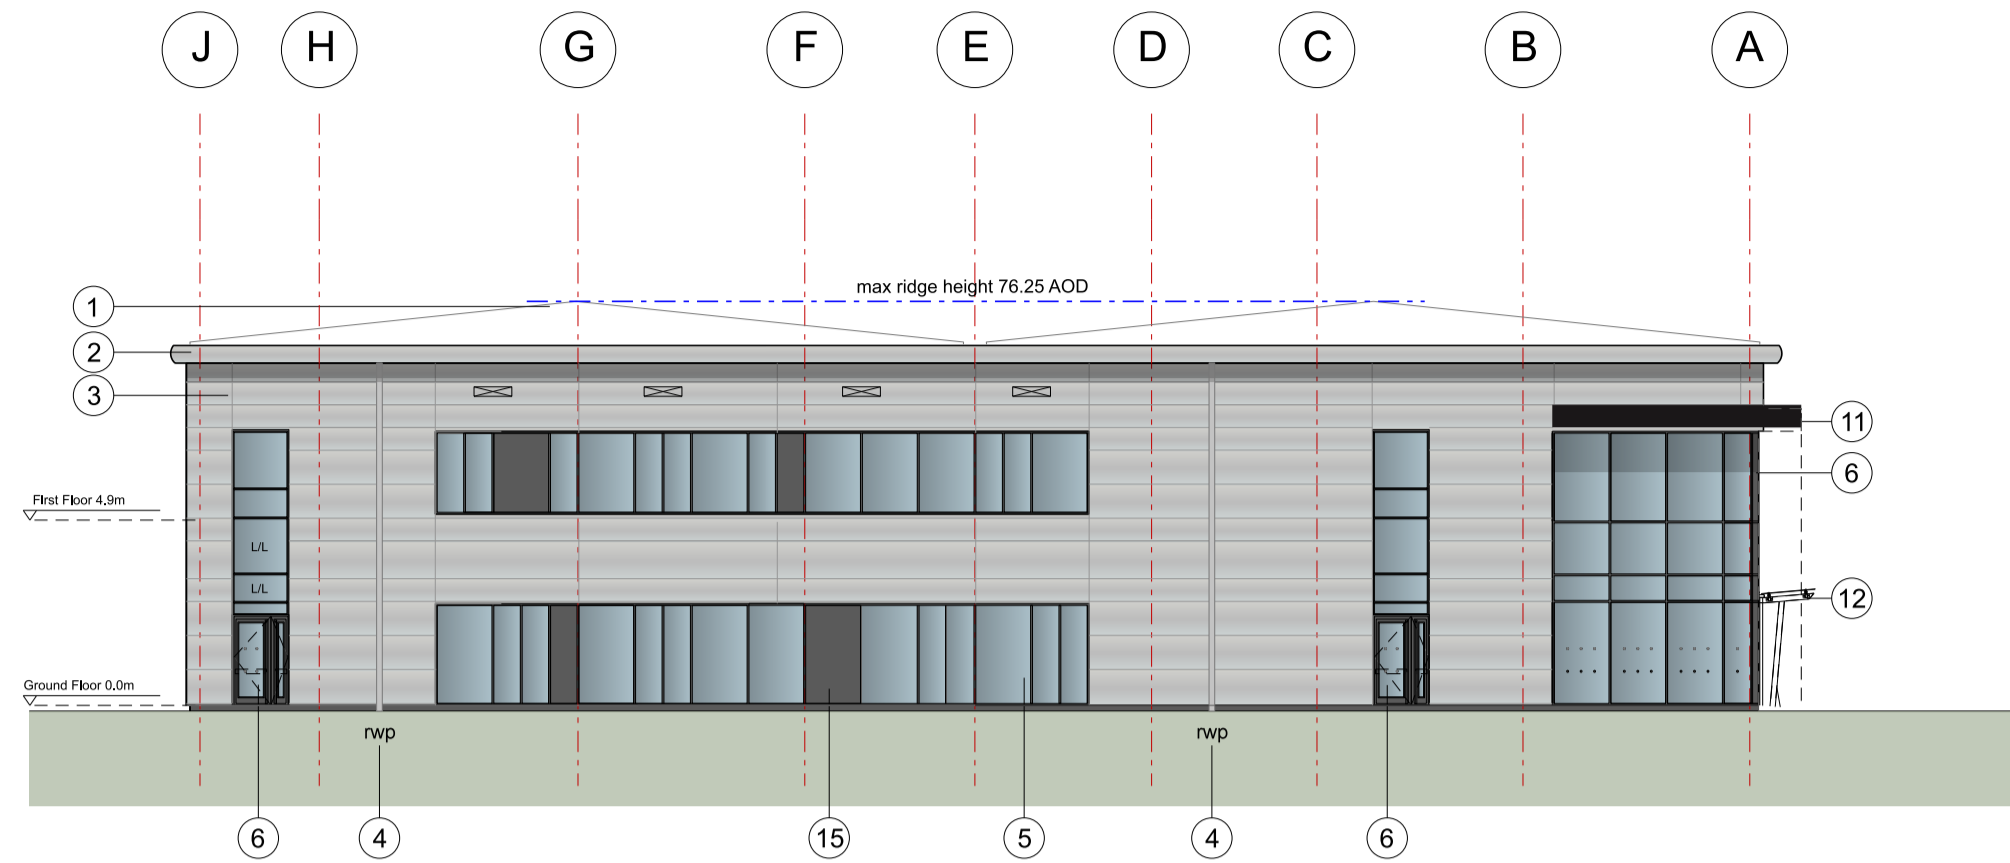 J H G F E D C B A
max ridge height 76.25 AOD
1
2
3
11
6
First Floor 4.9m
L/L
L/L
12
Ground Floor 0.0m
rwp rwp
6 4 15 5 4 6